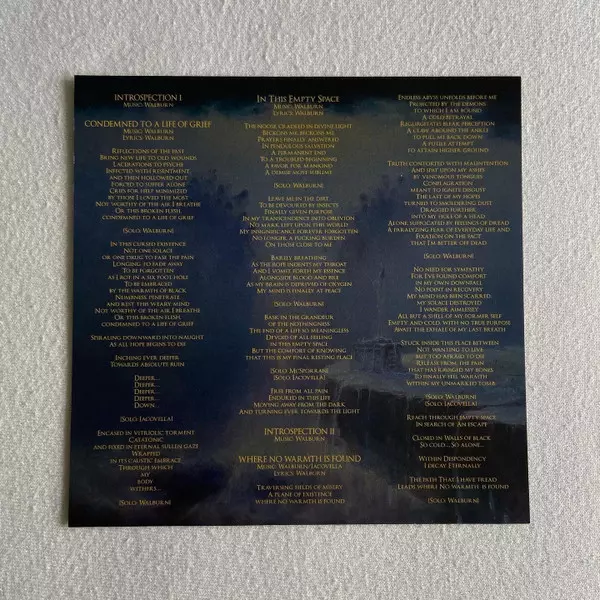 Introspection I
Music: Walburn
Condemned to a Life of Grief
Music: Walburn
Lyrics: Walburn
Reflections of the past
Bring new life to old wounds
Lacerations to psyche
Infected with resentment
and then hollowed out
Forced to suffer alone
Cries for help minimized
By those I loved the most
Not worthy of the air I breathe
Or this broken flesh,
Condemned to a life of grief
[Solo: Walburn]
In this cursed existence
Not one solace
or one drug to ease the pain
Longing to fade away
To be forgotten
As I rot in a six foot hole
To be embraced
by the warmth of black
Numbness penetrate
and rest this weary mind
Not worthy of the air I breathe
Or this broken flesh,
Condemned to a life of grief
Spiraling downward into naught
As all hope begins to die
Inching ever deeper
Towards absolute ruin
Deeper...
Deeper...
Deeper...
Deeper...
Down...
[Solo: Iacovella]
Encased in vitriolic torment
Catatonic
and fixed in eternal sullen gaze
Wrapped
in its caustic embrace
Through which
my
body
withers...
[Solo: Walburn]
In This Empty Space
Music: Walburn
Lyrics: Walburn
The noose cradled in divine light
Beckons me, beckons me,
Prayers finally answered
In pendulous salvation
A permanent end
To a troubled beginning
A favor for mankind
A demise most sublime
[Solo: Walburn]
Leave me in the dirt
To be devoured by insects
Finally given purpose
In my transcendence into oblivion
No mark left upon this world
My insignificance forever forgotten
No longer a fucking burden
On those close to me
Barely breathing
As the rope indents my throat
And I vomit forth my essence
Alongside blood and bile
As my brain is deprived of oxygen
My mind is finally at peace
[Solo: Walburn]
Bask in the grandeur
of the nothingness
The end of a life so meaningless
Devoid of all feeling
In this empty space
But the comfort of knowing
that this is my final resting place
[Solo: McSporrane]
[Solo: Iacovella]
Free from all pain
Endured in this life
Moving away from the dark
And turning ever towards the light
Introspection II
Music: Walburn
Where No Warmth Is Found
Music: Walburn/Iacovella
Lyrics: Walburn
Traversing fields of misery
A plane of existence
where no warmth is found
Endless abyss unfolds before me
Projected by the demons
to which I am bound
A cold betrayal
Regurgitates bleak perception
A claw around the ankle
to pull me back down
A futile attempt
to attain higher ground
Truth contorted with malintention
And spat upon my ashes
by venomous tongues
Conflagration
meant to ignite disgust
The last of my hopes
turned to smoldering dust
Dragged further
into my hole of a head
Alone, suffocated by feelings of dread
A paralyzing fear of everyday life and
fixation on the fact
that I'm better off dead
[Solo: Walburn]
No need for sympathy
For I've found comfort
in my own downfall
No point in recovery
My mind has been scarred,
my solace destroyed
I wander aimlessly
All but a shell of my former self
Empty and cold, with no true purpose
Await the exhale of my last breath
Stuck inside this place between
Not wanting to live
but too afraid to die
Release from the pain
that has ravaged my bones
To finally see warmth
within my unmarked tomb
[Solo: Walburn]
[Solo: Iacovella]
Reach through empty space
In search of an escape
Closed in walls of black
So cold... So alone...
Within despondency
I decay eternally
The path that I have tread
Leads where no warmth is found
[Solo: Walburn]